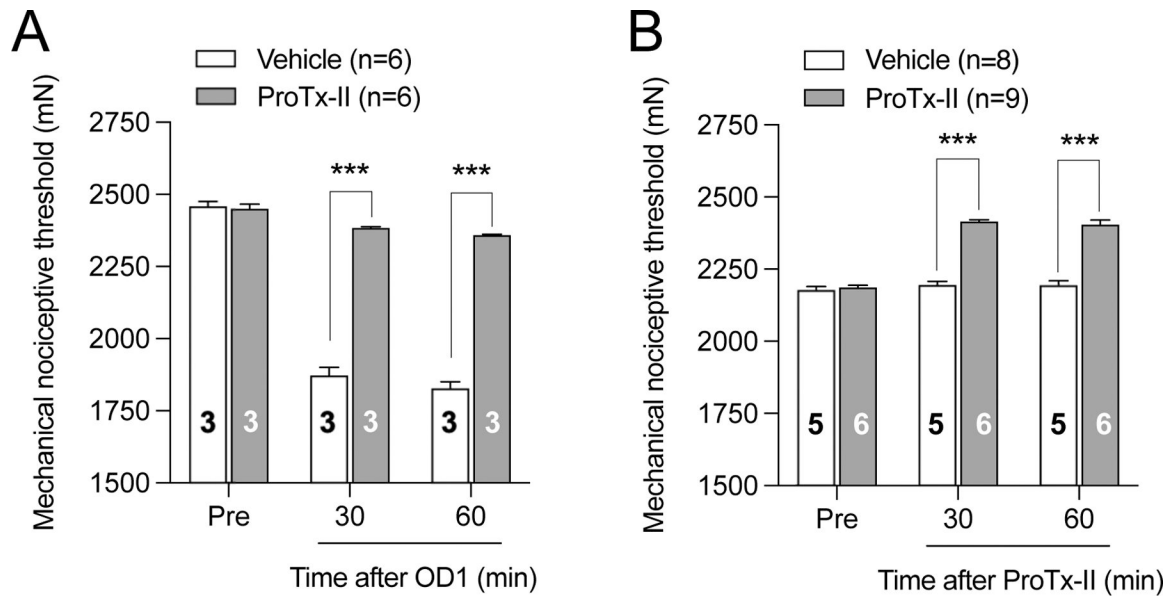 A
Vehicle (n=6)
ProTx-II (n=6)
Mechanical nociceptive threshold (mN)
2750
2500
2250
2000
1750
1500
*** ***
3 3 3 3 3 3
Pre 30 60
Time after OD1 (min)
B
Vehicle (n=8)
ProTx-II (n=9)
Mechanical nociceptive threshold (mN)
2750
2500
2250
2000
1750
1500
*** ***
5 6 5 6 5 6
Pre 30 60
Time after ProTx-II (min)